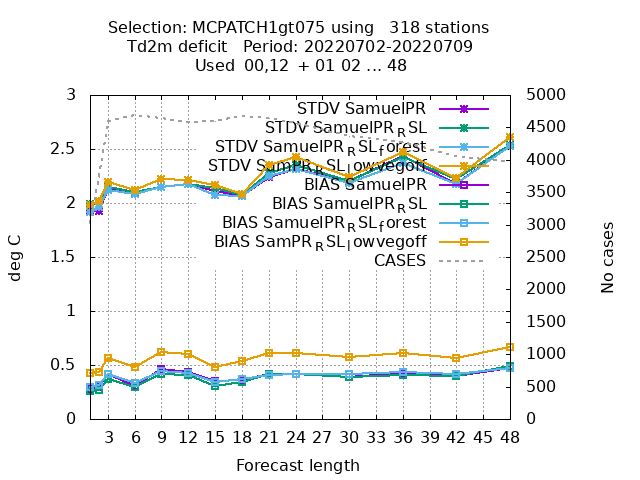 Selection: MCPATCH1gt075 using 318 stations
Td2m deficit Period: 20220702-20220709
Used 00,12 + 01 02 ... 48
3
2.5
2
1.5
1
0.5
0
deg C
5000
4500
4000
3500
3000
2500
2000
1500
1000
500
0
No cases
STDV SamuelPR
STDV SamuelPR_RSL
STDV SamuelPR_RSL_forest
STDV SamPR_RSL_lowvegoff
BIAS SamuelPR
BIAS SamuelPR_RSL
BIAS SamuelPR_RSL_forest
BIAS SamPR_RSL_lowvegoff
CASES
3 6 9 12 15 18 21 24 27 30 33 36 39 42 45 48
Forecast length